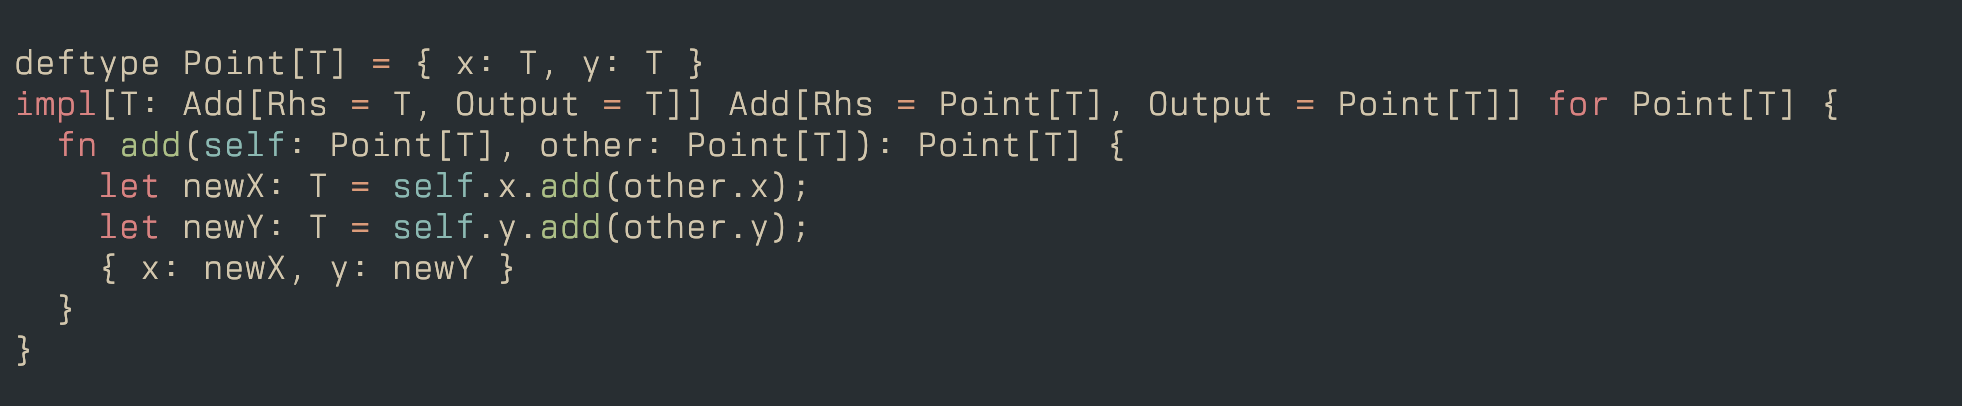 deftype Point[T] = { x: T, y: T }
impl[T: Add[Rhs = T, Output = T]] Add[Rhs = Point[T], Output = Point[T]] for Point[T] {
  fn add(self: Point[T], other: Point[T]): Point[T] {
    let newX: T = self.x.add(other.x);
    let newY: T = self.y.add(other.y);
    { x: newX, y: newY }
  }
}